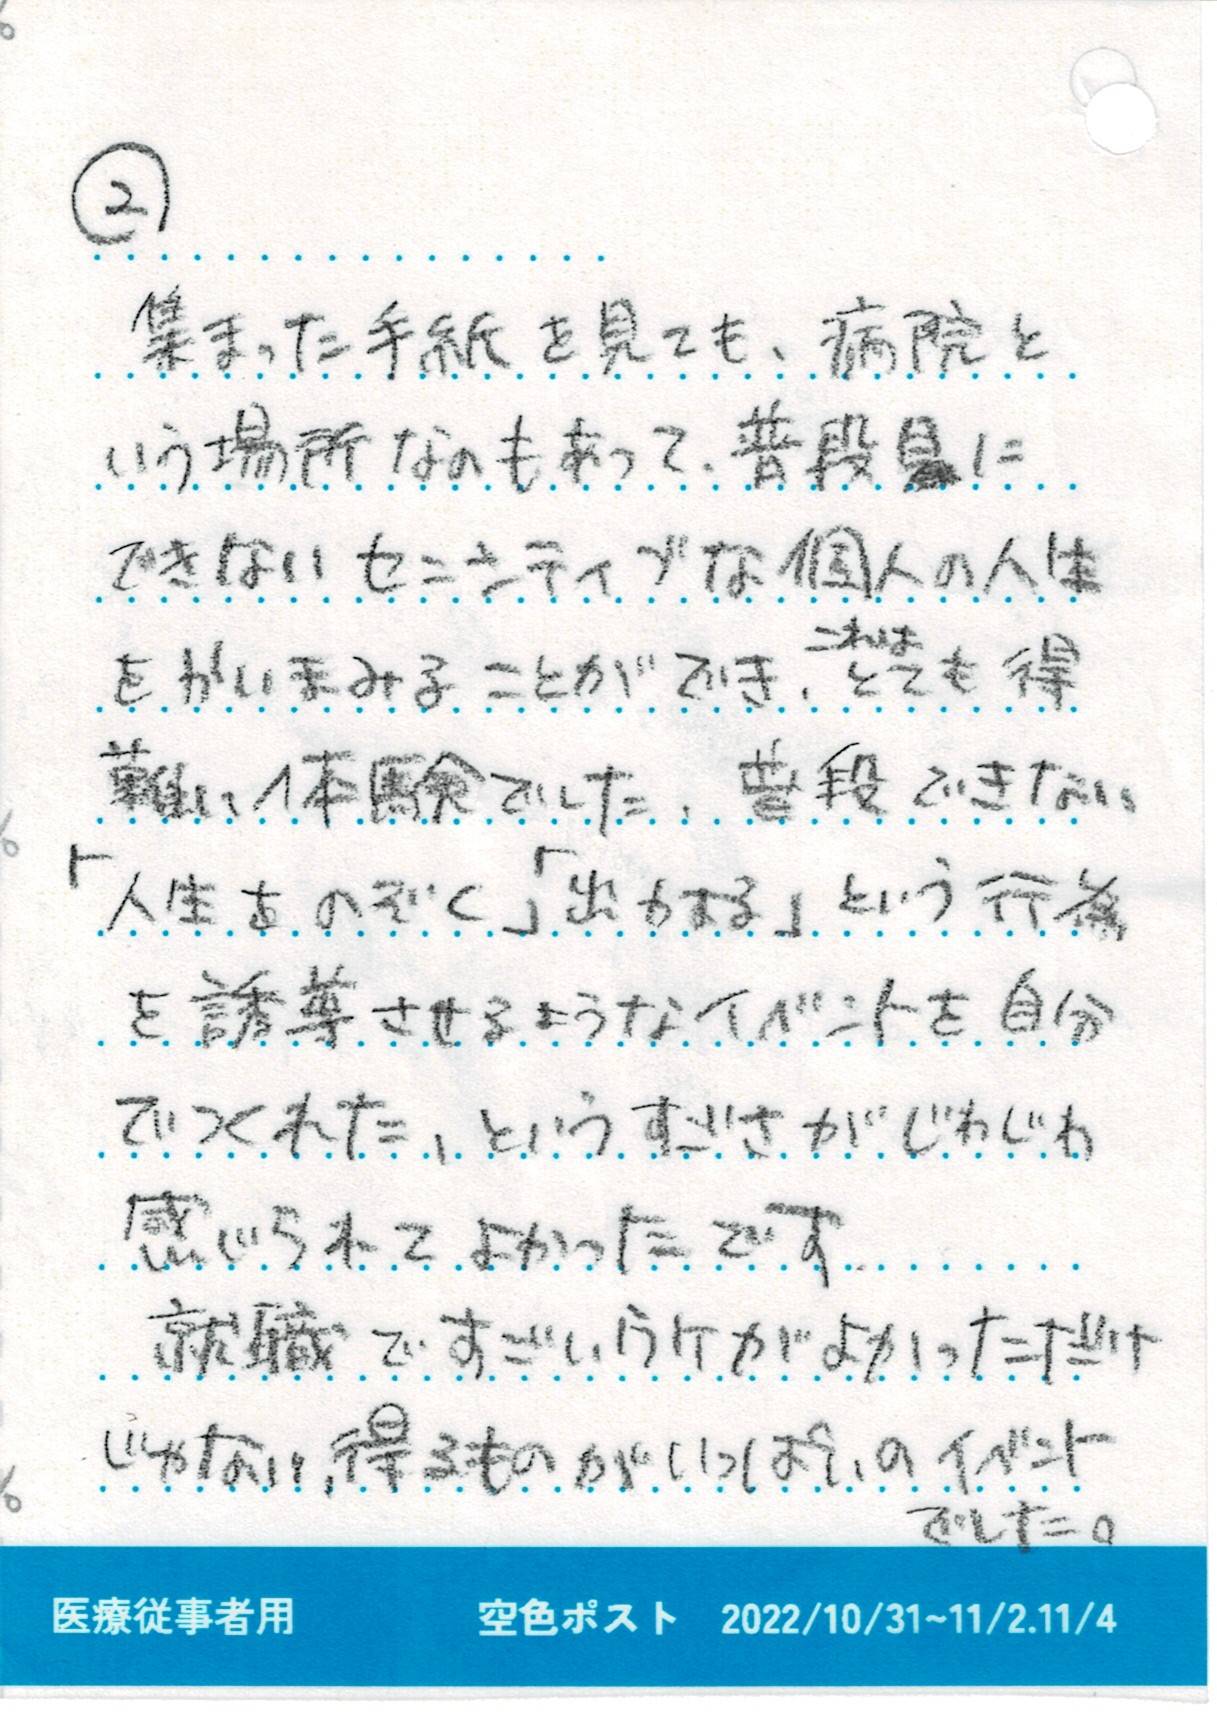 ②
集まった手紙を見ても、病院と
いう場所なのもあって、普段に
できないセンシティブな個人の人生
をかいまみることができ、これはとても得
難い体験でした、普段できない
「人生をのぞく」「出力する」という行為
を誘導させるようなイベントを自分
でつくれた、というすごさがじわじわ
感じられてよかったです
就職ですごいウケがよかっただけ
じゃない、得るものがいっぱいのイベント
でした。
医療従事者用 空色ポスト 2022/10/31~11/2.11/4